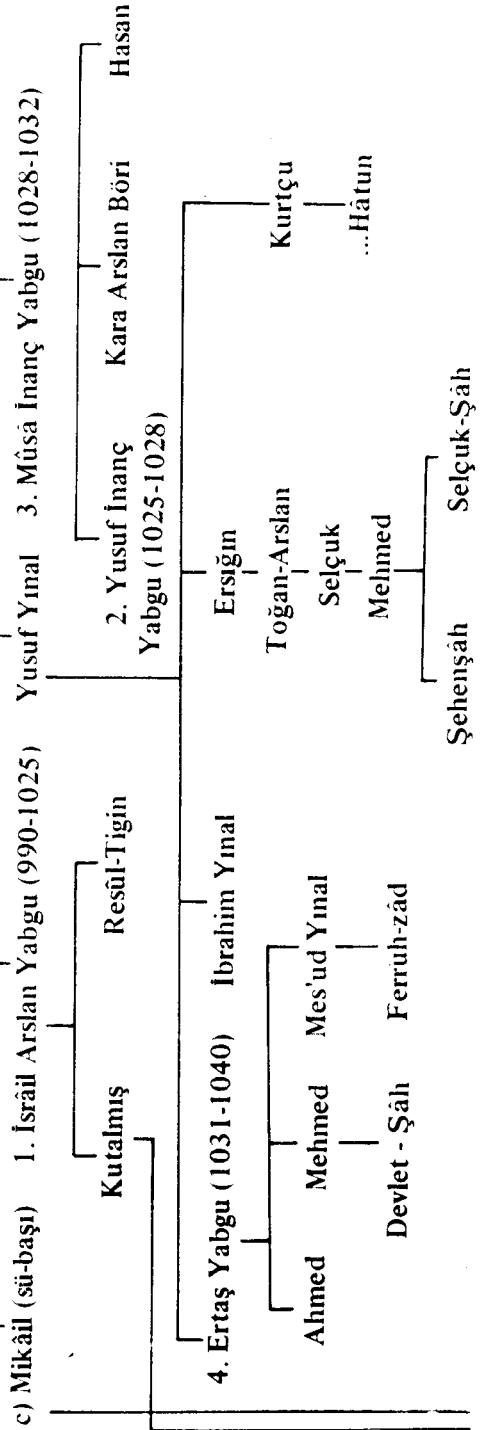 c) Mikâil (sü-başı) 1. İsrâil Arslan Yabgu (990-1025) Yusuf Yınal 3. Mûsâ İnanç Yabgu (1028-1032)
Kutalmış Resûl-Tigin 2. Yusuf İnanç Kara Arslan Böri Hasan
Yabgu (1025-1028)
4. Ertaş Yabgu (1031-1040) İbrahim Yınal Ersiğın Kurtçu
Toğan-Arslan ...Hâtun
Ahmed Mehmed Mes'ud Yınal Selçuk
Devlet - Şâh Ferruh-zâd Mehmed
Şehenşâh Selçuk-Şâh